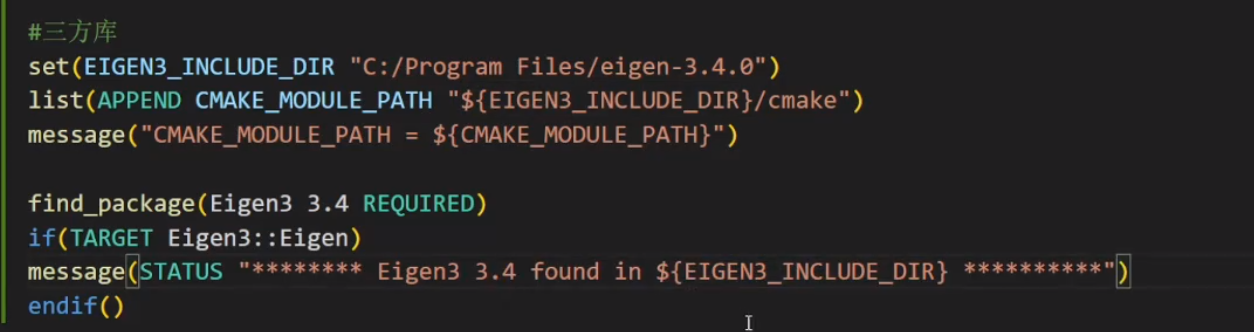 #三方库
set(EIGEN3_INCLUDE_DIR "C:/Program Files/eigen-3.4.0")
list(APPEND CMAKE_MODULE_PATH "${EIGEN3_INCLUDE_DIR}/cmake")
message("CMAKE_MODULE_PATH = ${CMAKE_MODULE_PATH}")
find_package(Eigen3 3.4 REQUIRED)
if(TARGET Eigen3::Eigen)
message(STATUS "******** Eigen3 3.4 found in ${EIGEN3_INCLUDE_DIR} **********")
endif()